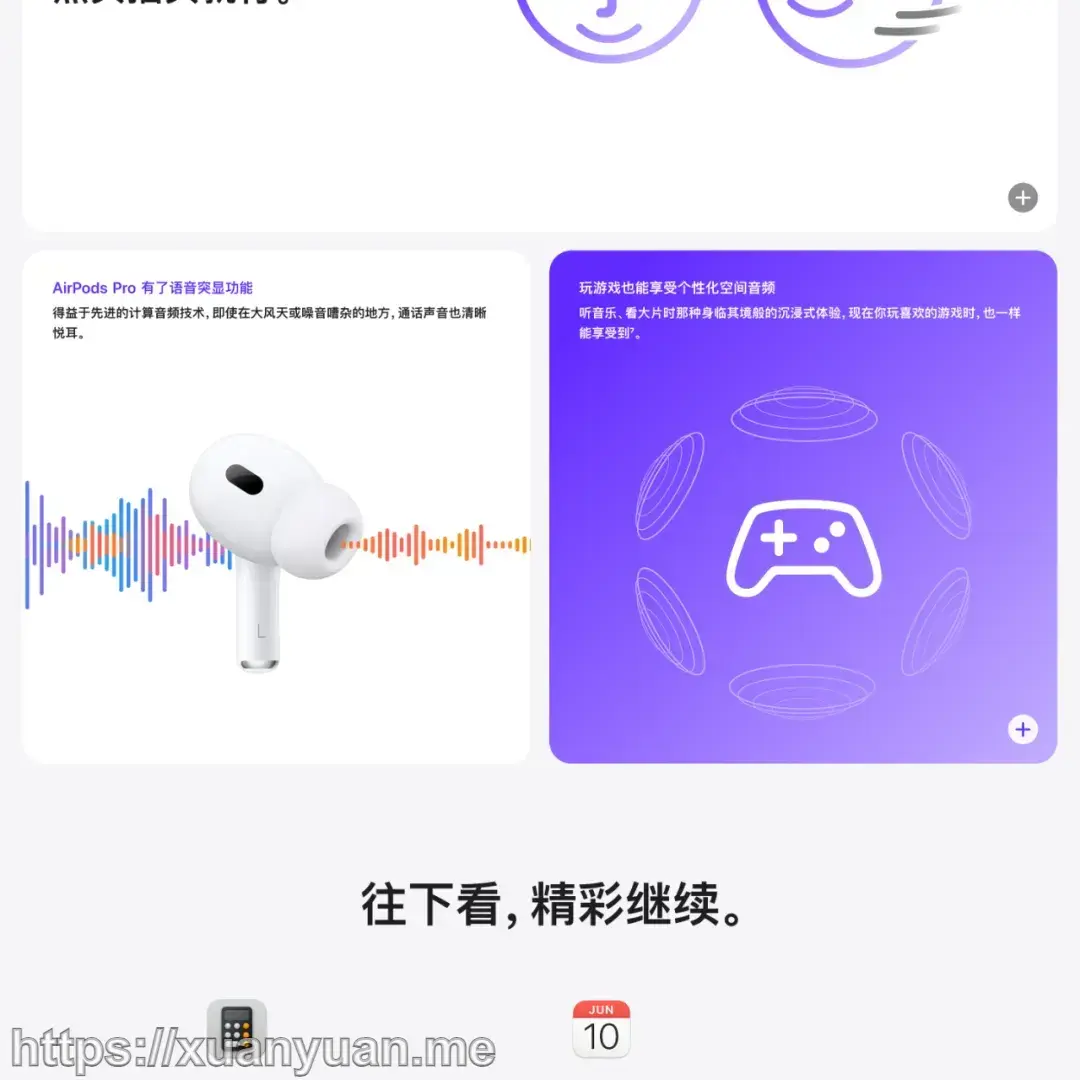 AirPods Pro 有了语音突显功能
得益于先进的计算音频技术，即使在大风天或噪音嘈杂的地方，通话声音也清晰
悦耳。
玩游戏也能享受个性化空间音频
听音乐、看大片时那种身临其境般的沉浸式体验，现在你玩喜欢的游戏时，也一样
能享受到⁷。
L
往下看，精彩继续。
JUN
10
https://xuanyuan.me